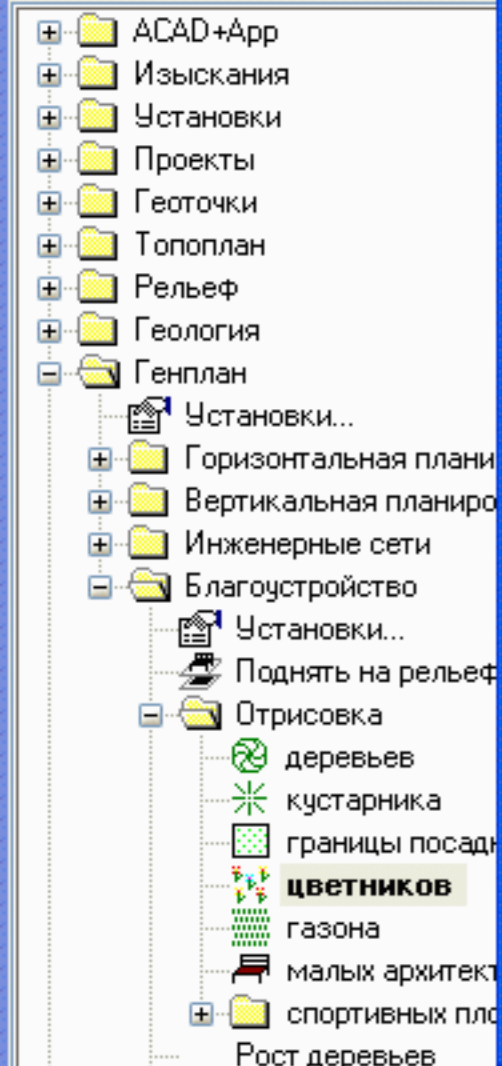 ACAD+App
Изыскания
Установки
Проекты
Геоточки
Топоплан
Рельеф
Геология
Генплан
Установки...
Горизонтальная плани
Вертикальная планиро
Инженерные сети
Благоустройство
Установки...
Поднять на рельеф
Отрисовка
деревьев
кустарника
границы посадн
цветников
газона
малых архитект
спортивных пло
Рост деревьев